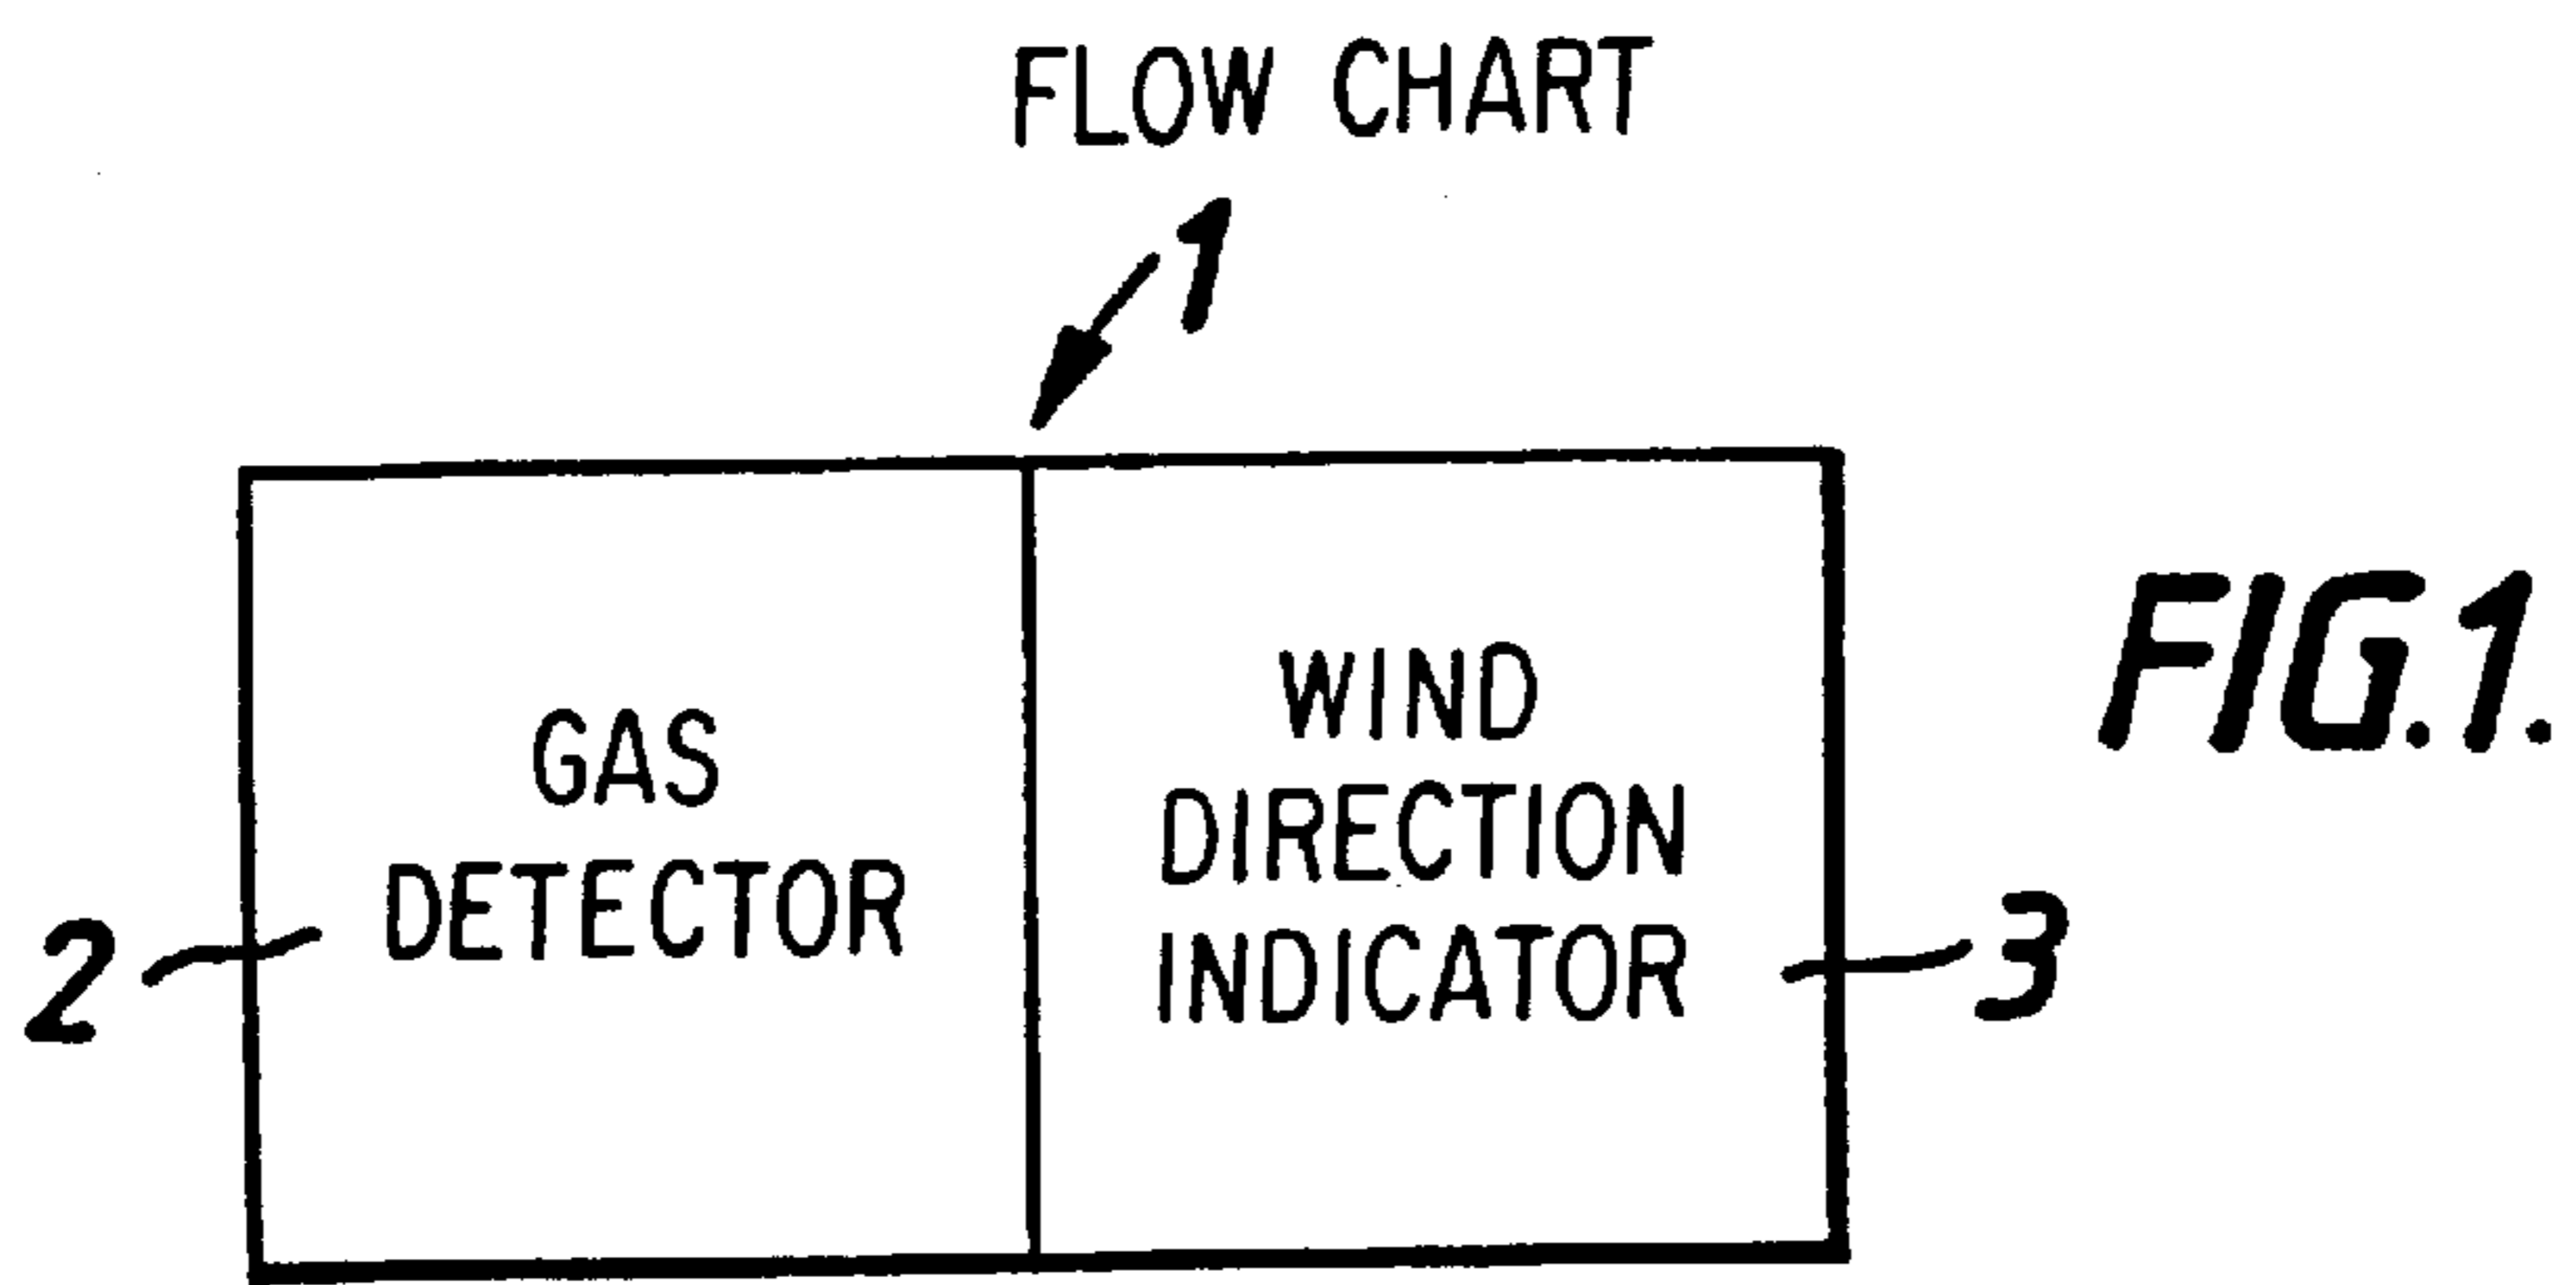 FLOW CHART
1
GAS
DETECTOR
WIND
DIRECTION
INDICATOR
2
3
FIG.1.